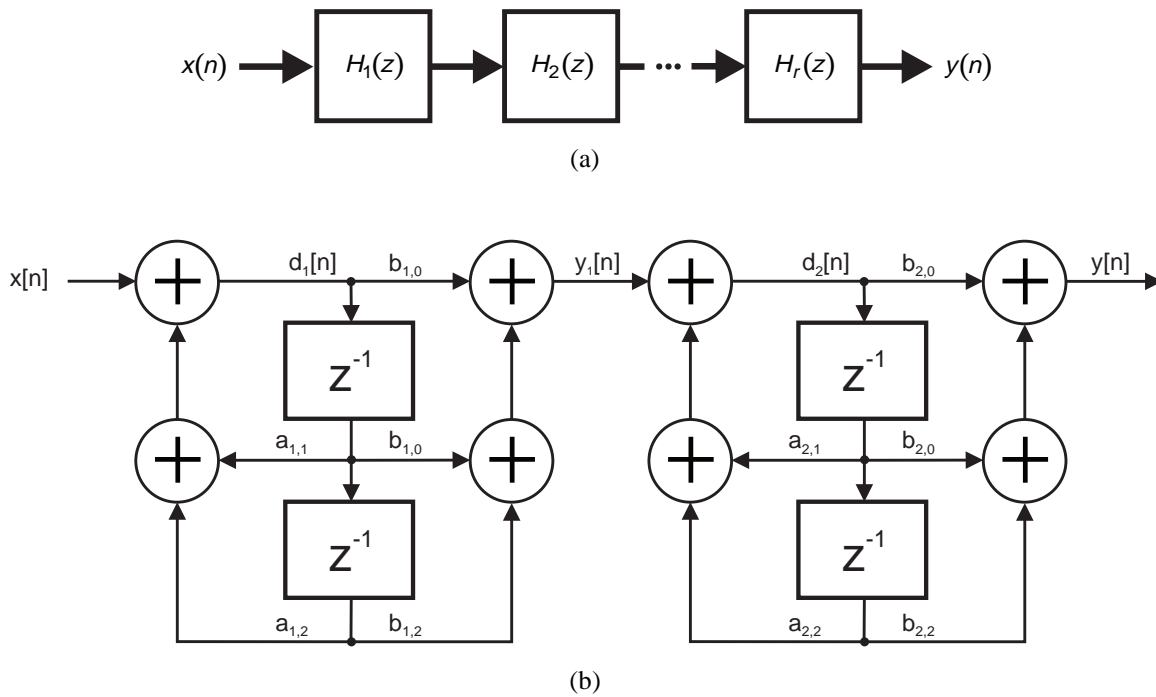 x(n) H₁(z) H₂(z) ... Hᵣ(z) y(n)
(a)
x[n] + d₁[n] b₁,₀ + y₁[n] + d₂[n] b₂,₀ + y[n]
z⁻¹ z⁻¹
+ a₁,₁ b₁,₀ + + a₂,₁ b₂,₀ +
z⁻¹ z⁻¹
a₁,₂ b₁,₂ a₂,₂ b₂,₂
(b)